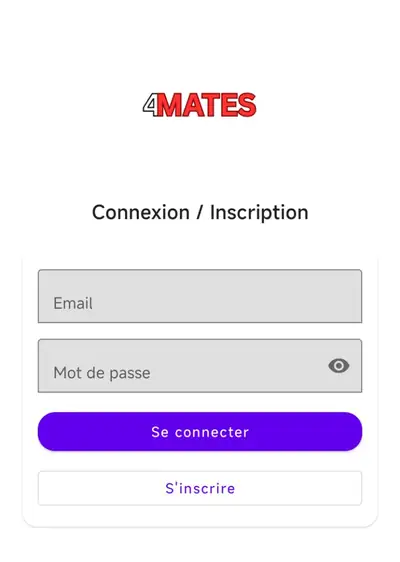 4MATES
Connexion / Inscription
Email
Mot de passe
Se connecter
S'inscrire